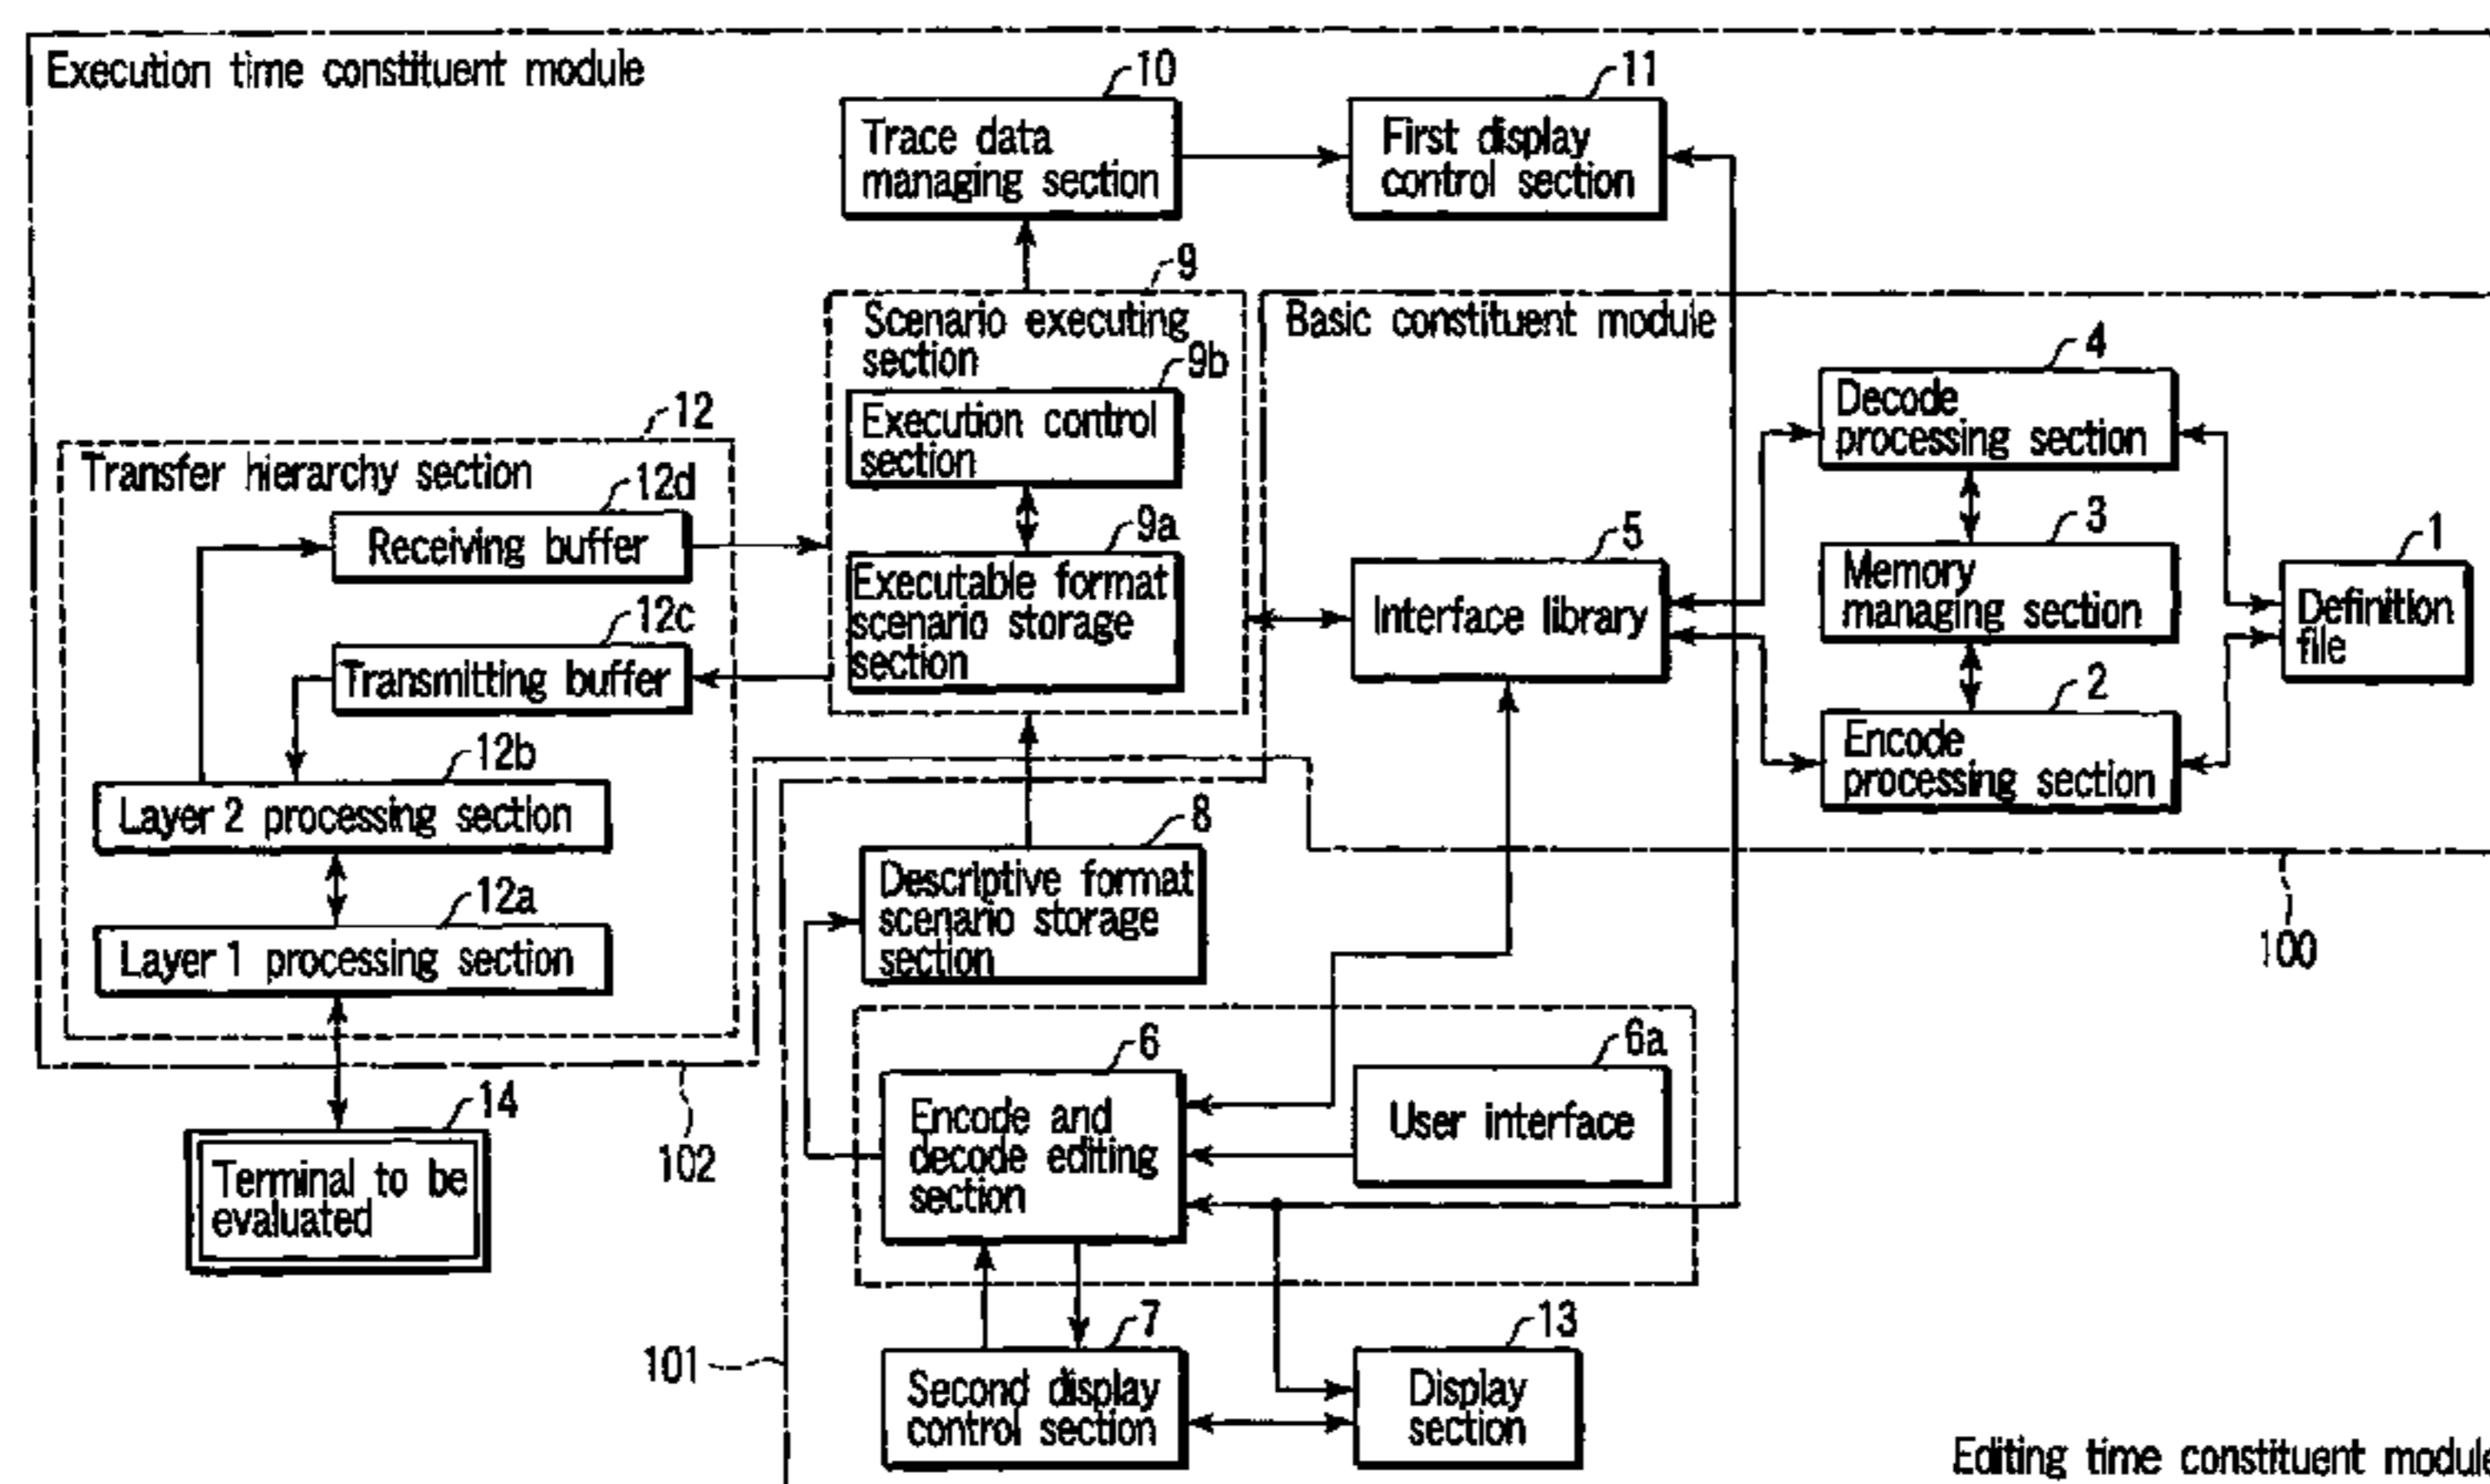 Execution time constituent module
10
Trace data
managing section
11
First display
control section
9
Scenario executing
section
9b
Execution control
section
9a
Executable format
scenario storage
section
Basic constituent module
4
Decode
processing section
3
Memory
managing section
2
Encode
processing section
1
Definition
file
5
Interface library
12
Transfer hierarchy section
12d
Receiving buffer
12c
Transmitting buffer
12b
Layer 2 processing section
12a
Layer 1 processing section
8
Descriptive format
scenario storage
section
100
6
Encode and
decode editing
section
6a
User interface
102
14
Terminal to be
evaluated
101
7
Second display
control section
13
Display
section
Editing time constituent module